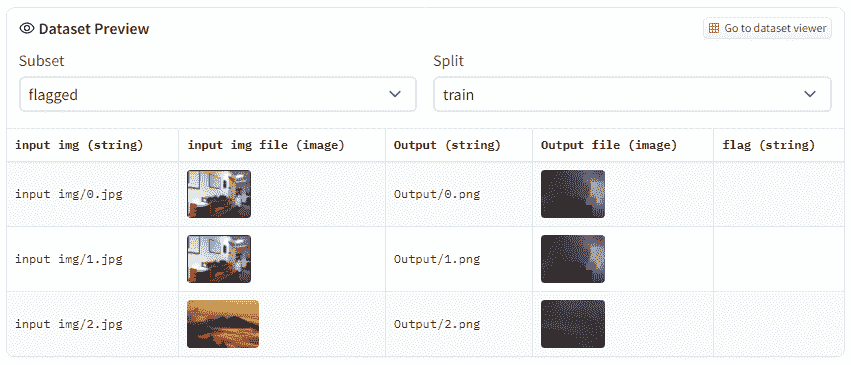 Dataset Preview
Go to dataset viewer
Subset
Split
flagged
train
input img (string)
input img file (image)
Output (string)
Output file (image)
flag (string)
input img/0.jpg
Output/0.png
input img/1.jpg
Output/1.png
input img/2.jpg
Output/2.png